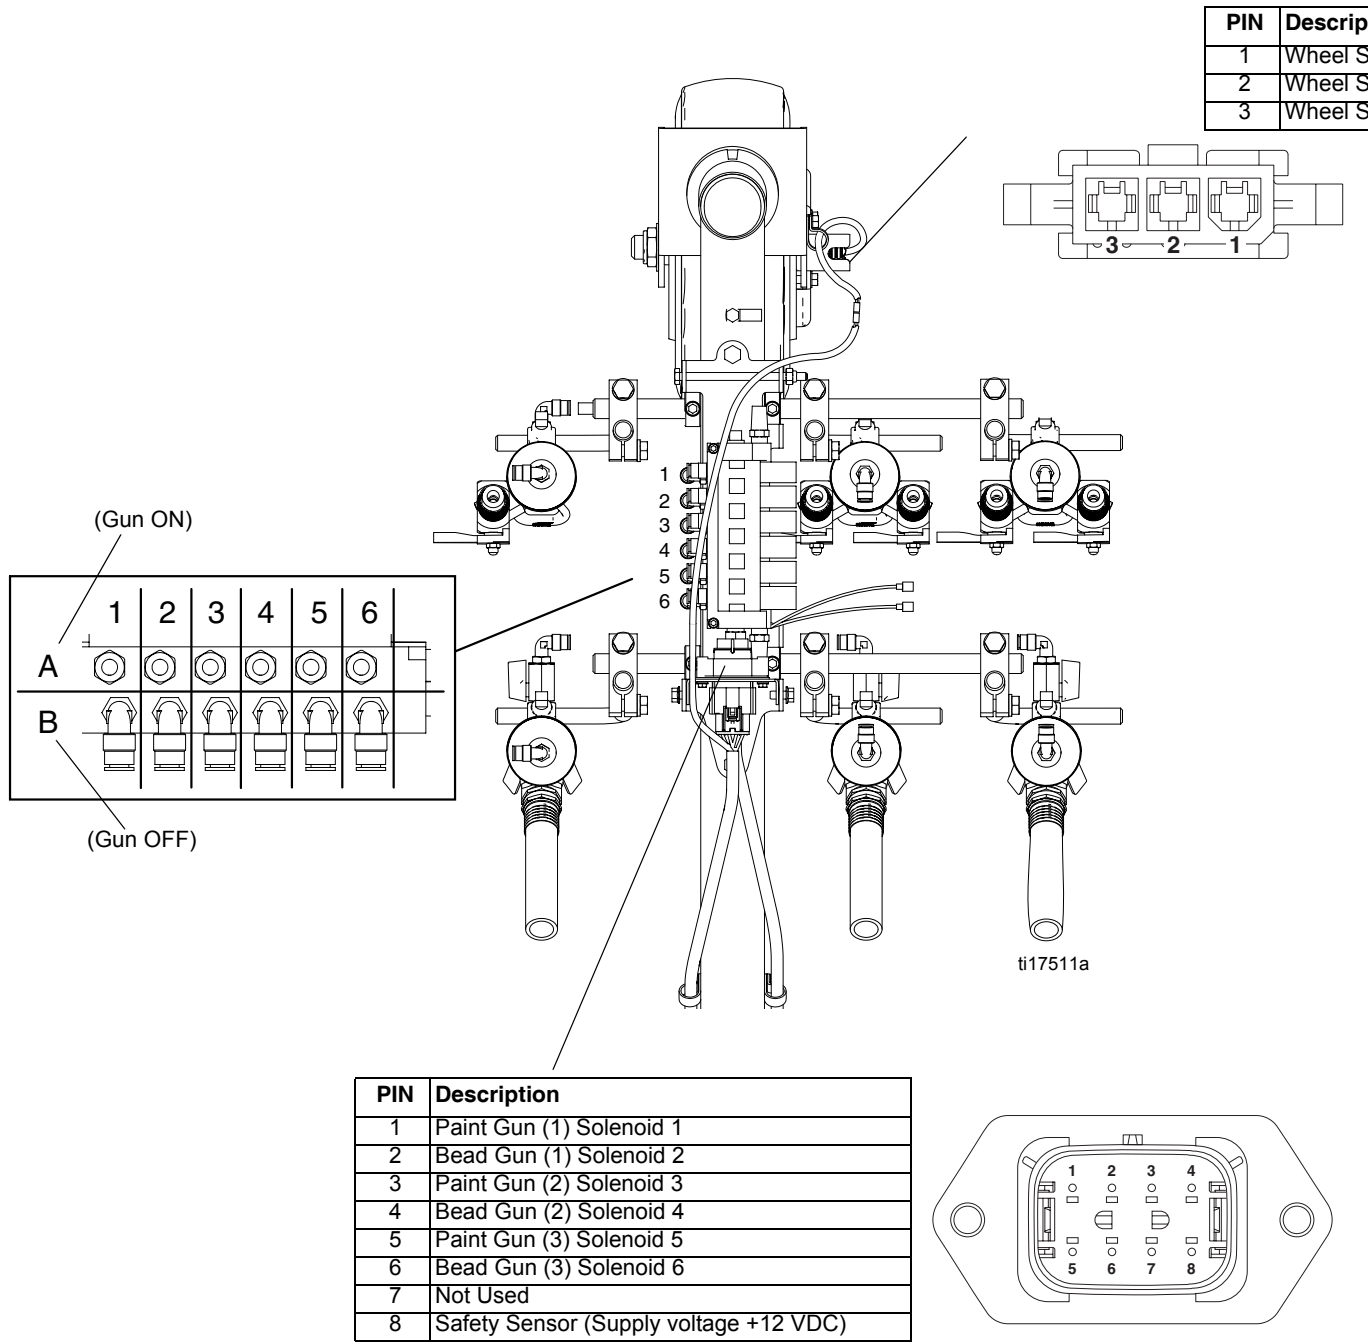 PIN Descrip
1 Wheel S
2 Wheel S
3 Wheel S
3 2 1
1
2
3
4
5
6
(Gun ON)
1 2 3 4 5 6
A
B
(Gun OFF)
ti17511a
PIN Description
1 Paint Gun (1) Solenoid 1
2 Bead Gun (1) Solenoid 2
3 Paint Gun (2) Solenoid 3
4 Bead Gun (2) Solenoid 4
5 Paint Gun (3) Solenoid 5
6 Bead Gun (3) Solenoid 6
7 Not Used
8 Safety Sensor (Supply voltage +12 VDC)
1 2 3 4
5 6 7 8